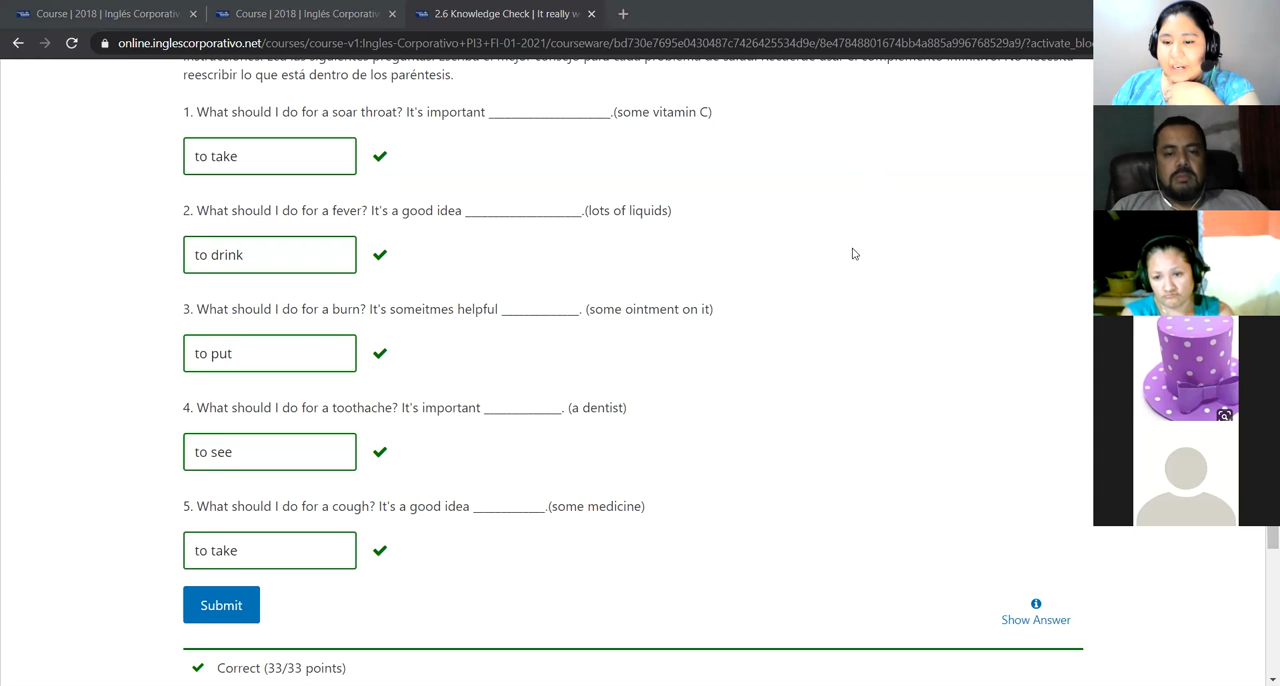 Course | 2018 | Inglés Corporativ
Course | 2018 | Inglés Corporativ
2.6 Knowledge Check | It really w
online.inglescorporativo.net/courses/course-v1:Ingles-Corporativo+PI3+FI-01-2021/courseware/bd730e7695e0430487c7426425534d9e/8e47848801674bb4a885a996768529a9/?activate_blo
reescribir lo que está dentro de los paréntesis.
1. What should I do for a soar throat? It's important __________________.(some vitamin C)
to take
2. What should I do for a fever? It's a good idea _________________.(lots of liquids)
to drink
3. What should I do for a burn? It's someitmes helpful ___________. (some ointment on it)
to put
4. What should I do for a toothache? It's important ___________. (a dentist)
to see
5. What should I do for a cough? It's a good idea __________.(some medicine)
to take
Submit
Show Answer
Correct (33/33 points)